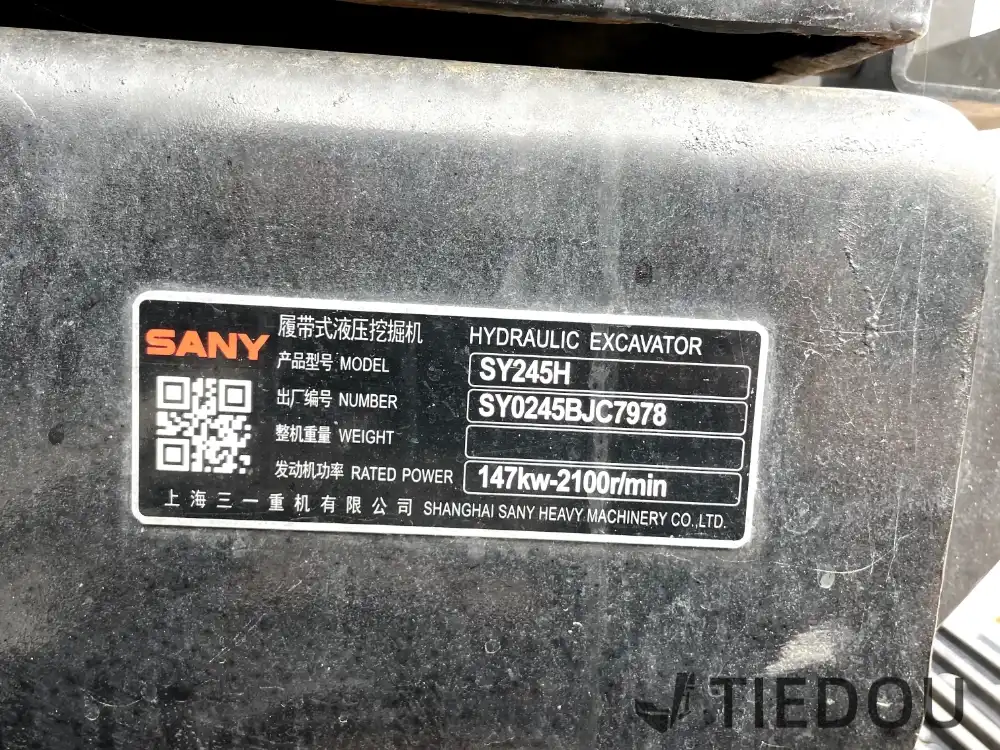 SANY 履带式液压挖掘机 HYDRAULIC EXCAVATOR
产品型号 MODEL SY245H
出厂编号 NUMBER SY0245BJC7978
整机重量 WEIGHT
发动机功率 RATED POWER 147kw-2100r/min
上海三一重机有限公司 SHANGHAI SANY HEAVY MACHINERY CO.,LTD.
TIEDOU